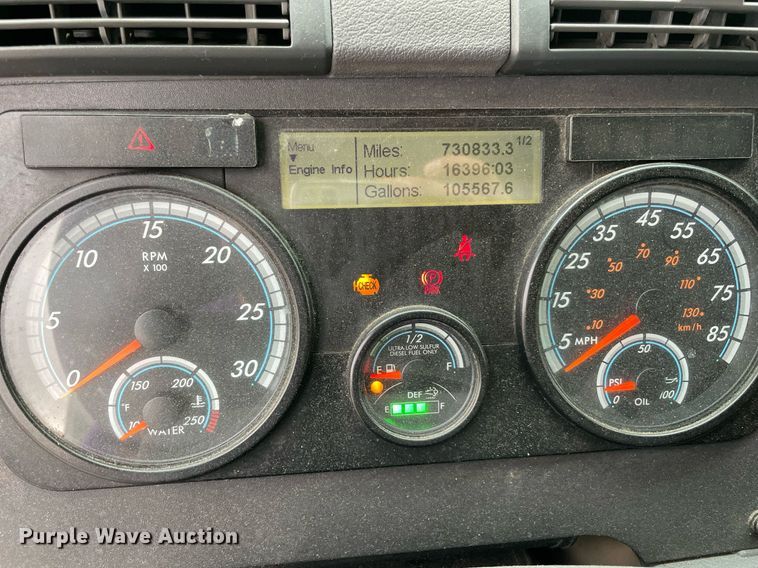 Menu
Engine Info
Miles: 730833.3
1/2
Hours: 16396:03
Gallons: 105567.6
0 5 10 15 20 25 30
RPM
X 100
150 200 250
°F
WATER
CHECK
P
PARK
1/2
ULTRA-LOW SULFUR
DIESEL FUEL ONLY
E F
DEF
E F
5 15 25 35 45 55 65 75 85
MPH
10 30 50 70 90 110 130
km/h
0 50 100
PSI
OIL
Purple Wave Auction